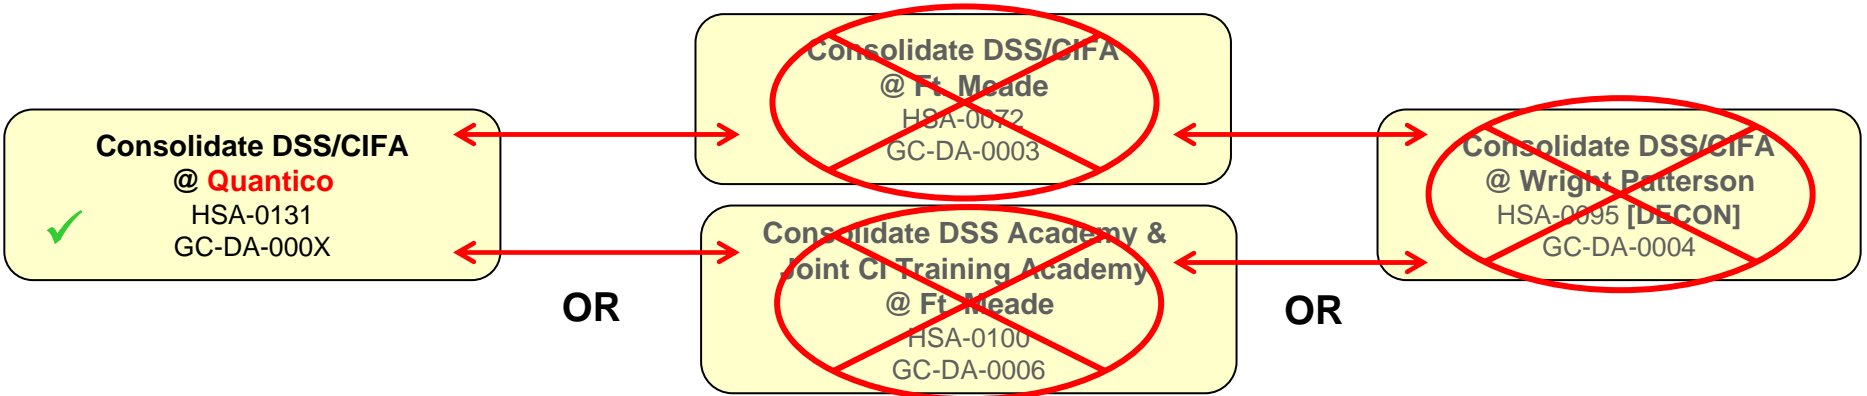 Consolidate DSS/CIFA
@ Quantico
HSA-0131
GC-DA-000X
OR
Consolidate DSS/CIFA
@ Ft. Meade
HSA-0072
GC-DA-0003
Consolidate DSS Academy &
Joint CI Training Academy
@ Ft. Meade
HSA-0100
GC-DA-0006
OR
Consolidate DSS/CIFA
@ Wright Patterson
HSA-0095 [DECON]
GC-DA-0004